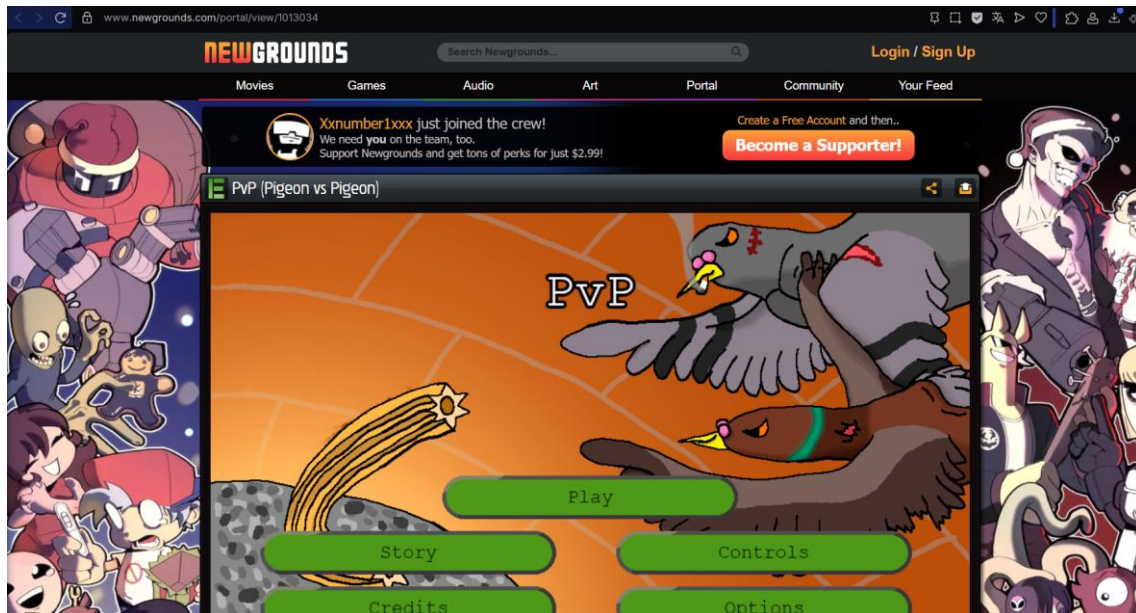 www.newgrounds.com/portal/view/1013034
NEWGROUNDS
Search Newgrounds...
Login / Sign Up
Movies
Games
Audio
Art
Portal
Community
Your Feed
Xxnumber1xxx just joined the crew!
We need you on the team, too.
Support Newgrounds and get tons of perks for just $2.99!
Create a Free Account and then..
Become a Supporter!
E PvP (Pigeon vs Pigeon)
PvP
Play
Story
Controls
Credits
Options